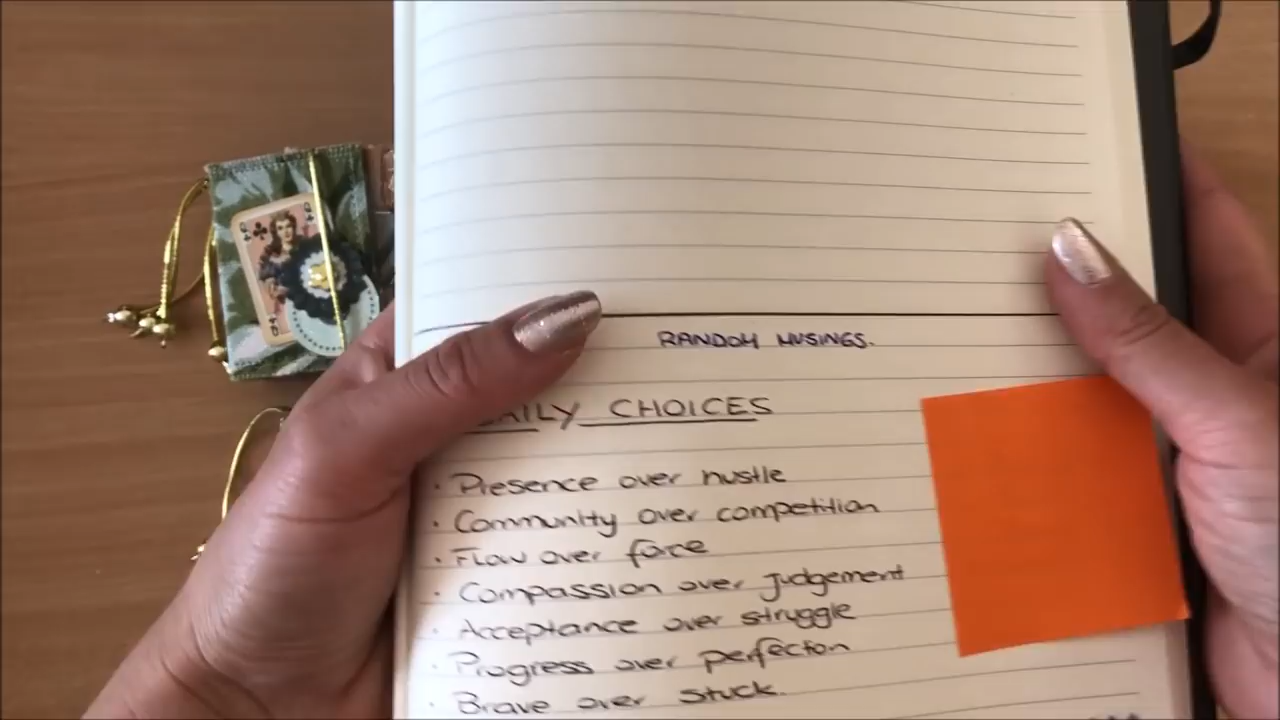 RANDOM MUSINGS.
DAILY CHOICES
· Presence over hustle
· Community over competition
· Flow over force
· Compassion over judgement
· Acceptance over struggle
· Progress over perfection
· Brave over stuck.
Q
Q